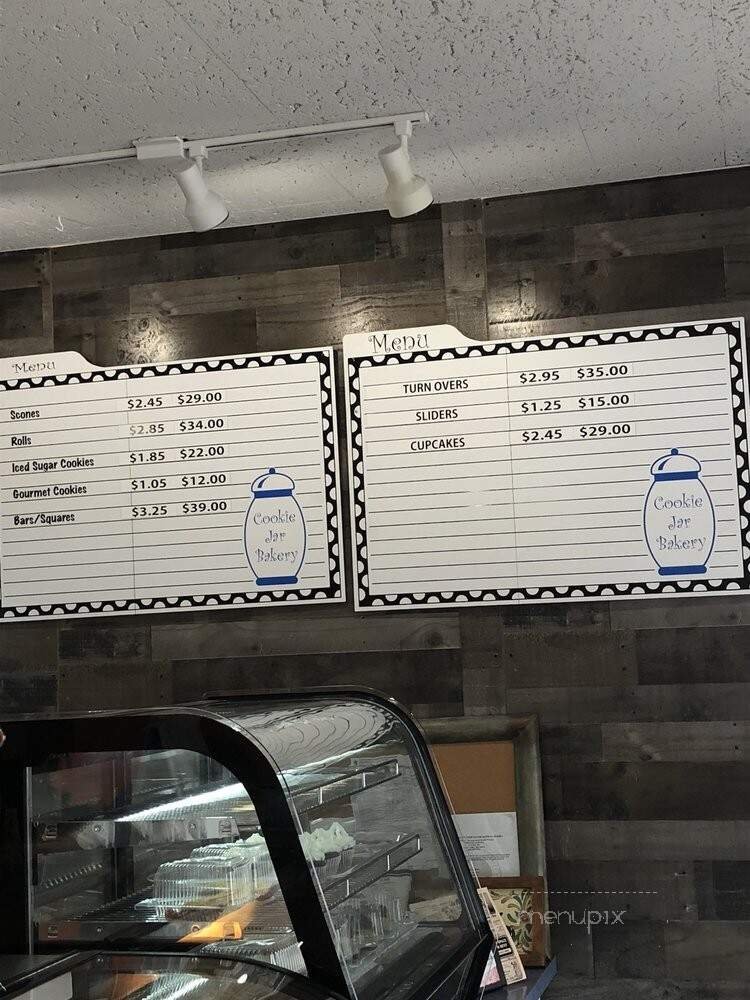 Menu
Scones $2.45 $29.00
Rolls $2.85 $34.00
Iced Sugar Cookies $1.85 $22.00
Gourmet Cookies $1.05 $12.00
Bars/Squares $3.25 $39.00
Cookie
Jar
Bakery
Menu
TURN OVERS $2.95 $35.00
SLIDERS $1.25 $15.00
CUPCAKES $2.45 $29.00
Cookie
Jar
Bakery
menupix